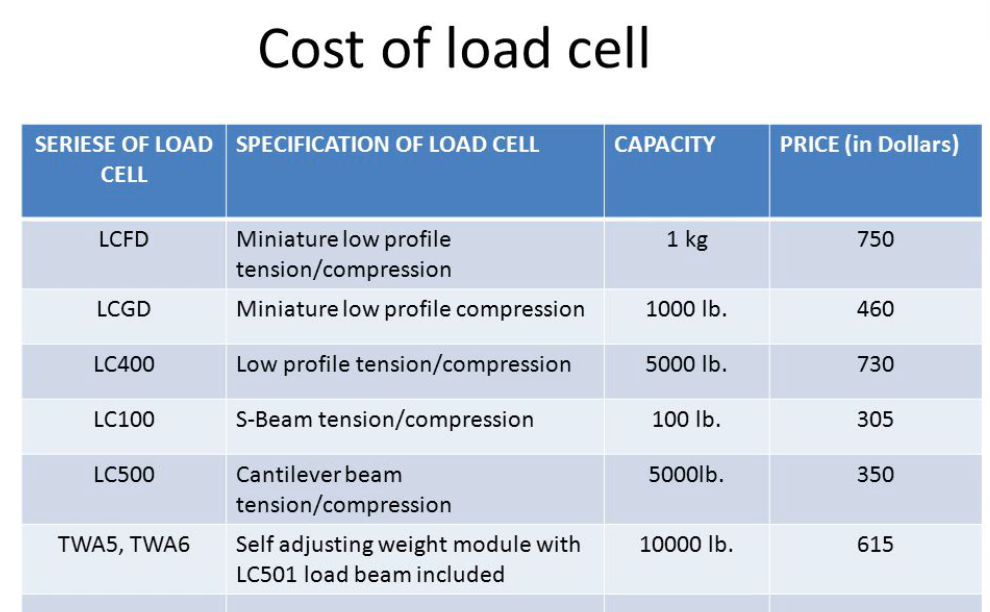 Cost of load cell
SERIESE OF LOAD CELL SPECIFICATION OF LOAD CELL CAPACITY PRICE (in Dollars)
LCFD Miniature low profile tension/compression 1 kg 750
LCGD Miniature low profile compression 1000 lb. 460
LC400 Low profile tension/compression 5000 lb. 730
LC100 S-Beam tension/compression 100 lb. 305
LC500 Cantilever beam tension/compression 5000lb. 350
TWA5, TWA6 Self adjusting weight module with LC501 load beam included 10000 lb. 615